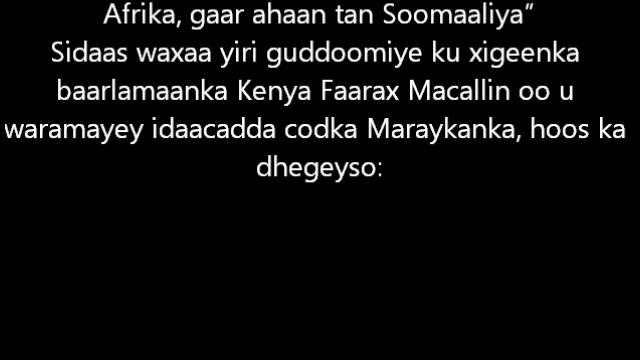 Afrika, gaar ahaan tan Soomaaliya”
Sidaas waxaa yiri guddoomiye ku xigeenka
baarlamaanka Kenya Faarax Macallin oo u
waramayey idaacadda codka Maraykanka, hoos ka
dhegeyso: